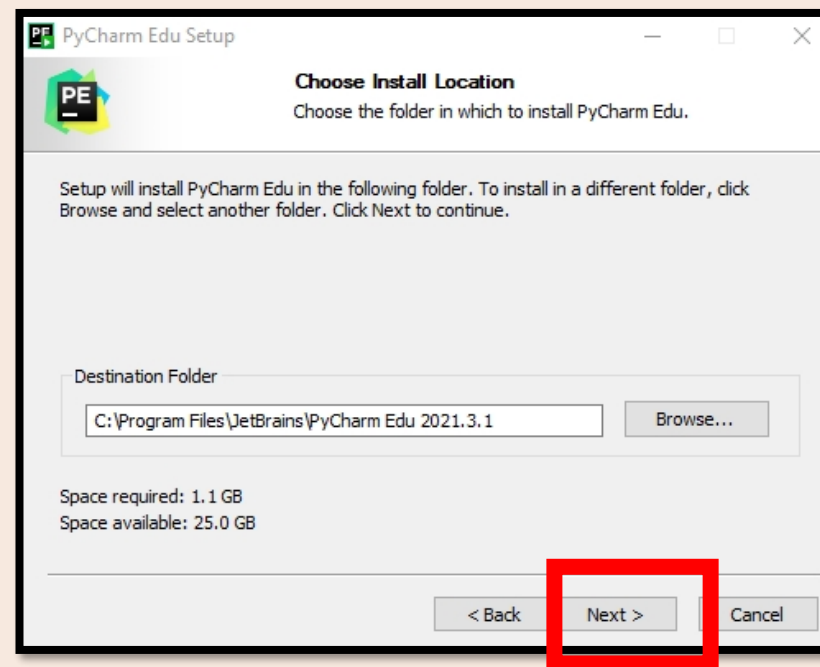 PyCharm Edu Setup
PE
Choose Install Location
Choose the folder in which to install PyCharm Edu.
Setup will install PyCharm Edu in the following folder. To install in a different folder, click
Browse and select another folder. Click Next to continue.
Destination Folder
C:\Program Files\JetBrains\PyCharm Edu 2021.3.1
Browse...
Space required: 1.1 GB
Space available: 25.0 GB
< Back
Next >
Cancel